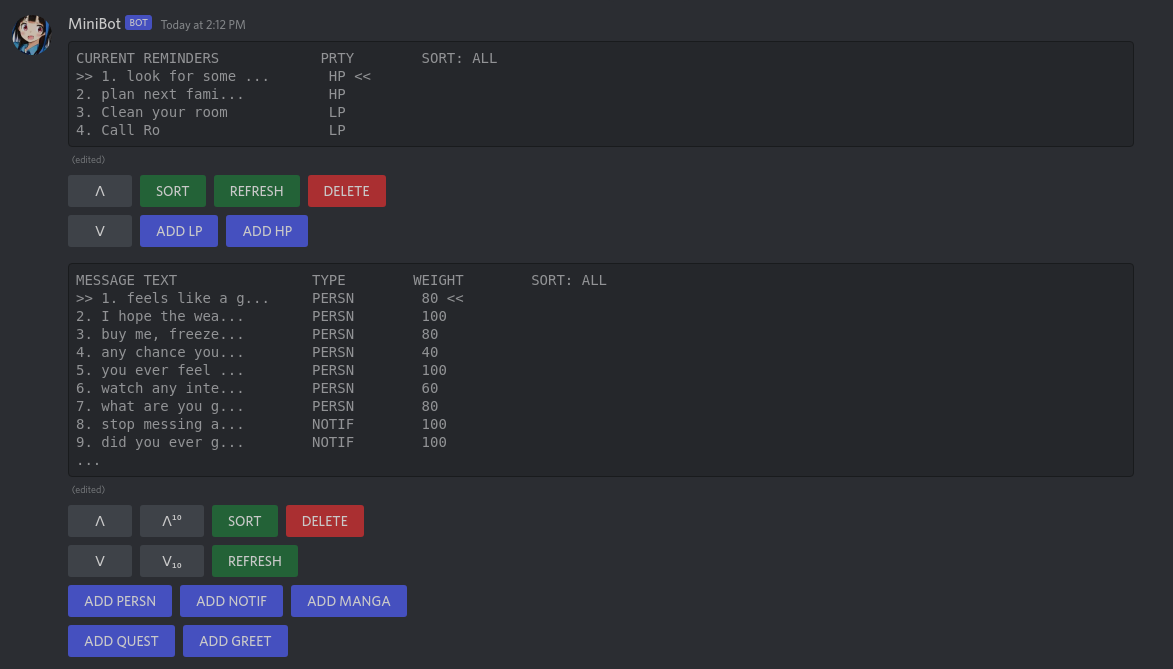 MiniBot BOT Today at 2:12 PM
CURRENT REMINDERS PRTY SORT: ALL
>> 1. look for some ... HP <<
2. plan next fami... HP
3. Clean your room LP
4. Call Ro LP
(edited)
Λ SORT REFRESH DELETE
V ADD LP ADD HP
MESSAGE TEXT TYPE WEIGHT SORT: ALL
>> 1. feels like a g... PERSN 80 <<
2. I hope the wea... PERSN 100
3. buy me, freeze... PERSN 80
4. any chance you... PERSN 40
5. you ever feel ... PERSN 100
6. watch any inte... PERSN 60
7. what are you g... PERSN 80
8. stop messing a... NOTIF 100
9. did you ever g... NOTIF 100
...
(edited)
Λ Λ¹⁰ SORT DELETE
V V₁₀ REFRESH
ADD PERSN ADD NOTIF ADD MANGA
ADD QUEST ADD GREET